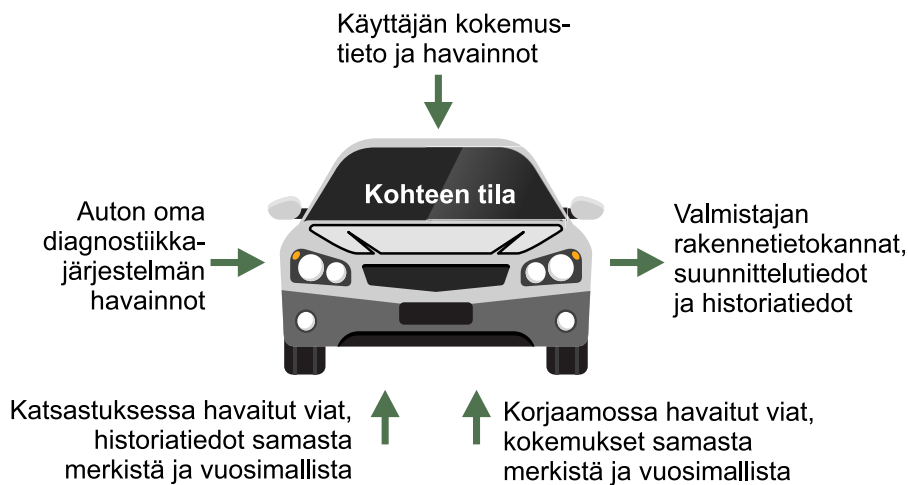 Käyttäjän kokemus-
tieto ja havainnot
Kohteen tila
Auton oma
diagnostiikka-
järjestelmän
havainnot
Valmistajan
rakennetietokannat,
suunnittelutiedot
ja historiatiedot
Katsastuksessa havaitut viat,
historiatiedot samasta
merkistä ja vuosimallista
Korjaamossa havaitut viat,
kokemukset samasta
merkistä ja vuosimallista